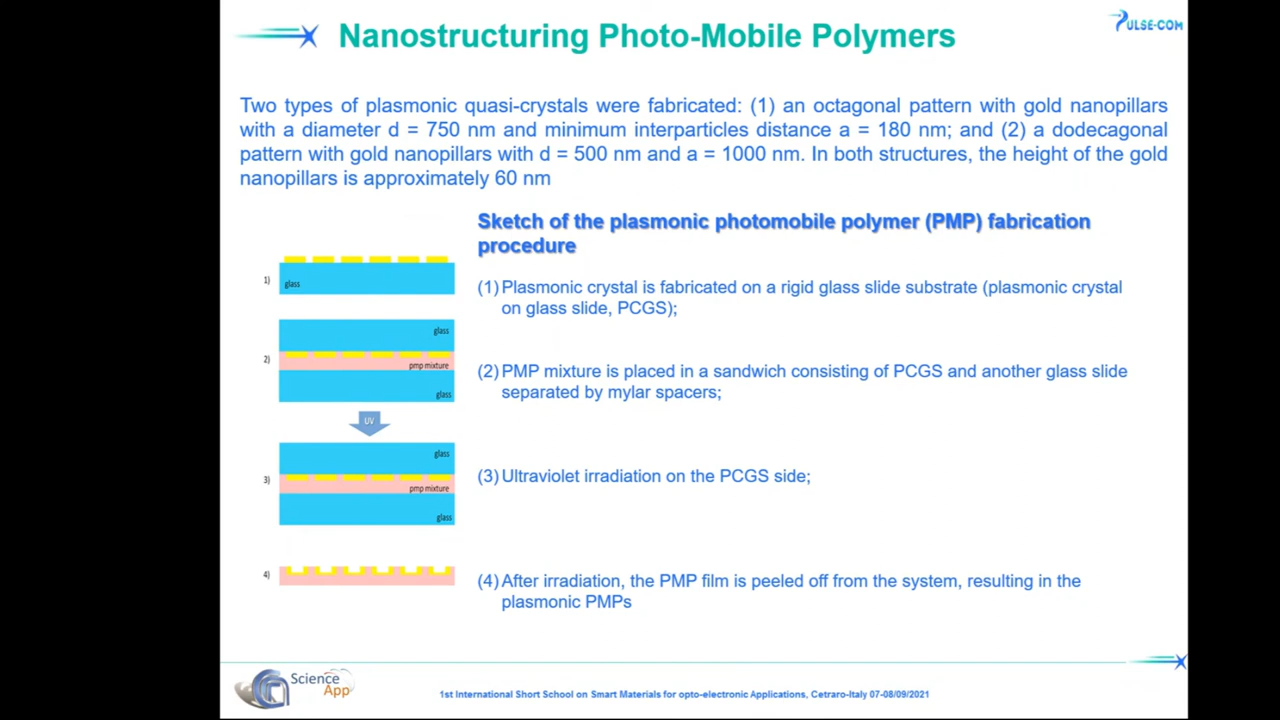 Nanostructuring Photo-Mobile Polymers
PULSE-COM
Two types of plasmonic quasi-crystals were fabricated: (1) an octagonal pattern with gold nanopillars
with a diameter d = 750 nm and minimum interparticles distance a = 180 nm; and (2) a dodecagonal
pattern with gold nanopillars with d = 500 nm and a = 1000 nm. In both structures, the height of the gold
nanopillars is approximately 60 nm
Sketch of the plasmonic photomobile polymer (PMP) fabrication
procedure
1)
glass
(1) Plasmonic crystal is fabricated on a rigid glass slide substrate (plasmonic crystal
on glass slide, PCGS);
glass
2)
pmp mixture
glass
(2) PMP mixture is placed in a sandwich consisting of PCGS and another glass slide
separated by mylar spacers;
UV
glass
3)
pmp mixture
glass
(3) Ultraviolet irradiation on the PCGS side;
4)
(4) After irradiation, the PMP film is peeled off from the system, resulting in the
plasmonic PMPs
Science
App
1st International Short School on Smart Materials for opto-electronic Applications, Cetraro-Italy 07-08/09/2021